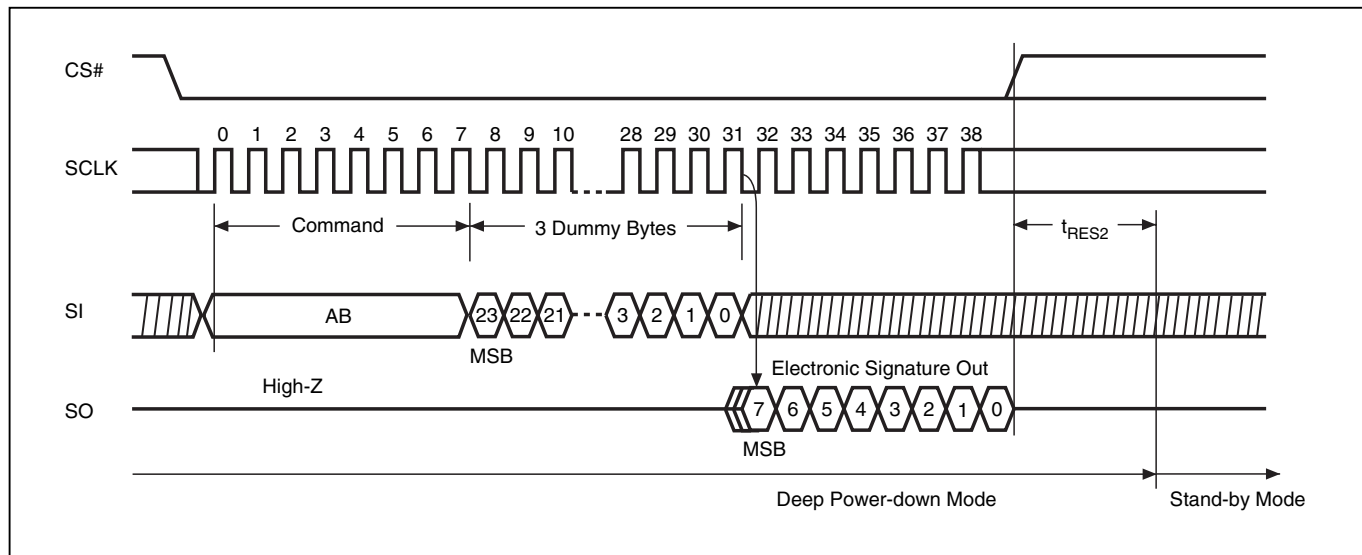 CS#
0 1 2 3 4 5 6 7 8 9 10 28 29 30 31 32 33 34 35 36 37 38
SCLK
Command
3 Dummy Bytes
tRES2
SI
AB
23 22 21 3 2 1 0
MSB
Electronic Signature Out
High-Z
SO
7 6 5 4 3 2 1 0
MSB
Deep Power-down Mode
Stand-by Mode